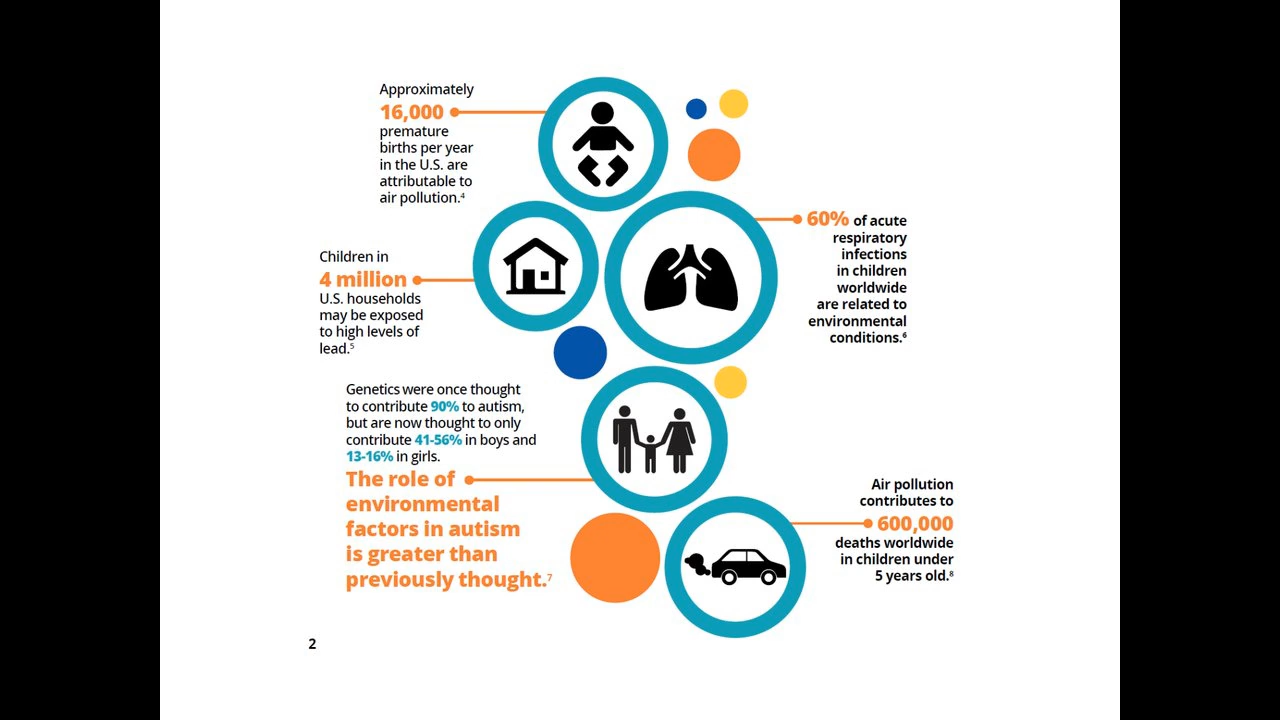 Approximately
16,000
premature
births per year
in the U.S. are
attributable to
air pollution.⁴
60% of acute
respiratory
infections
in children
worldwide
are related to
environmental
conditions.⁶
Children in
4 million
U.S. households
may be exposed
to high levels of
lead.⁵
Genetics were once thought
to contribute 90% to autism,
but are now thought to only
contribute 41-56% in boys and
13-16% in girls.
The role of
environmental
factors in autism
is greater than
previously thought.⁷
Air pollution
contributes to
600,000
deaths worldwide
in children under
5 years old.⁸
2